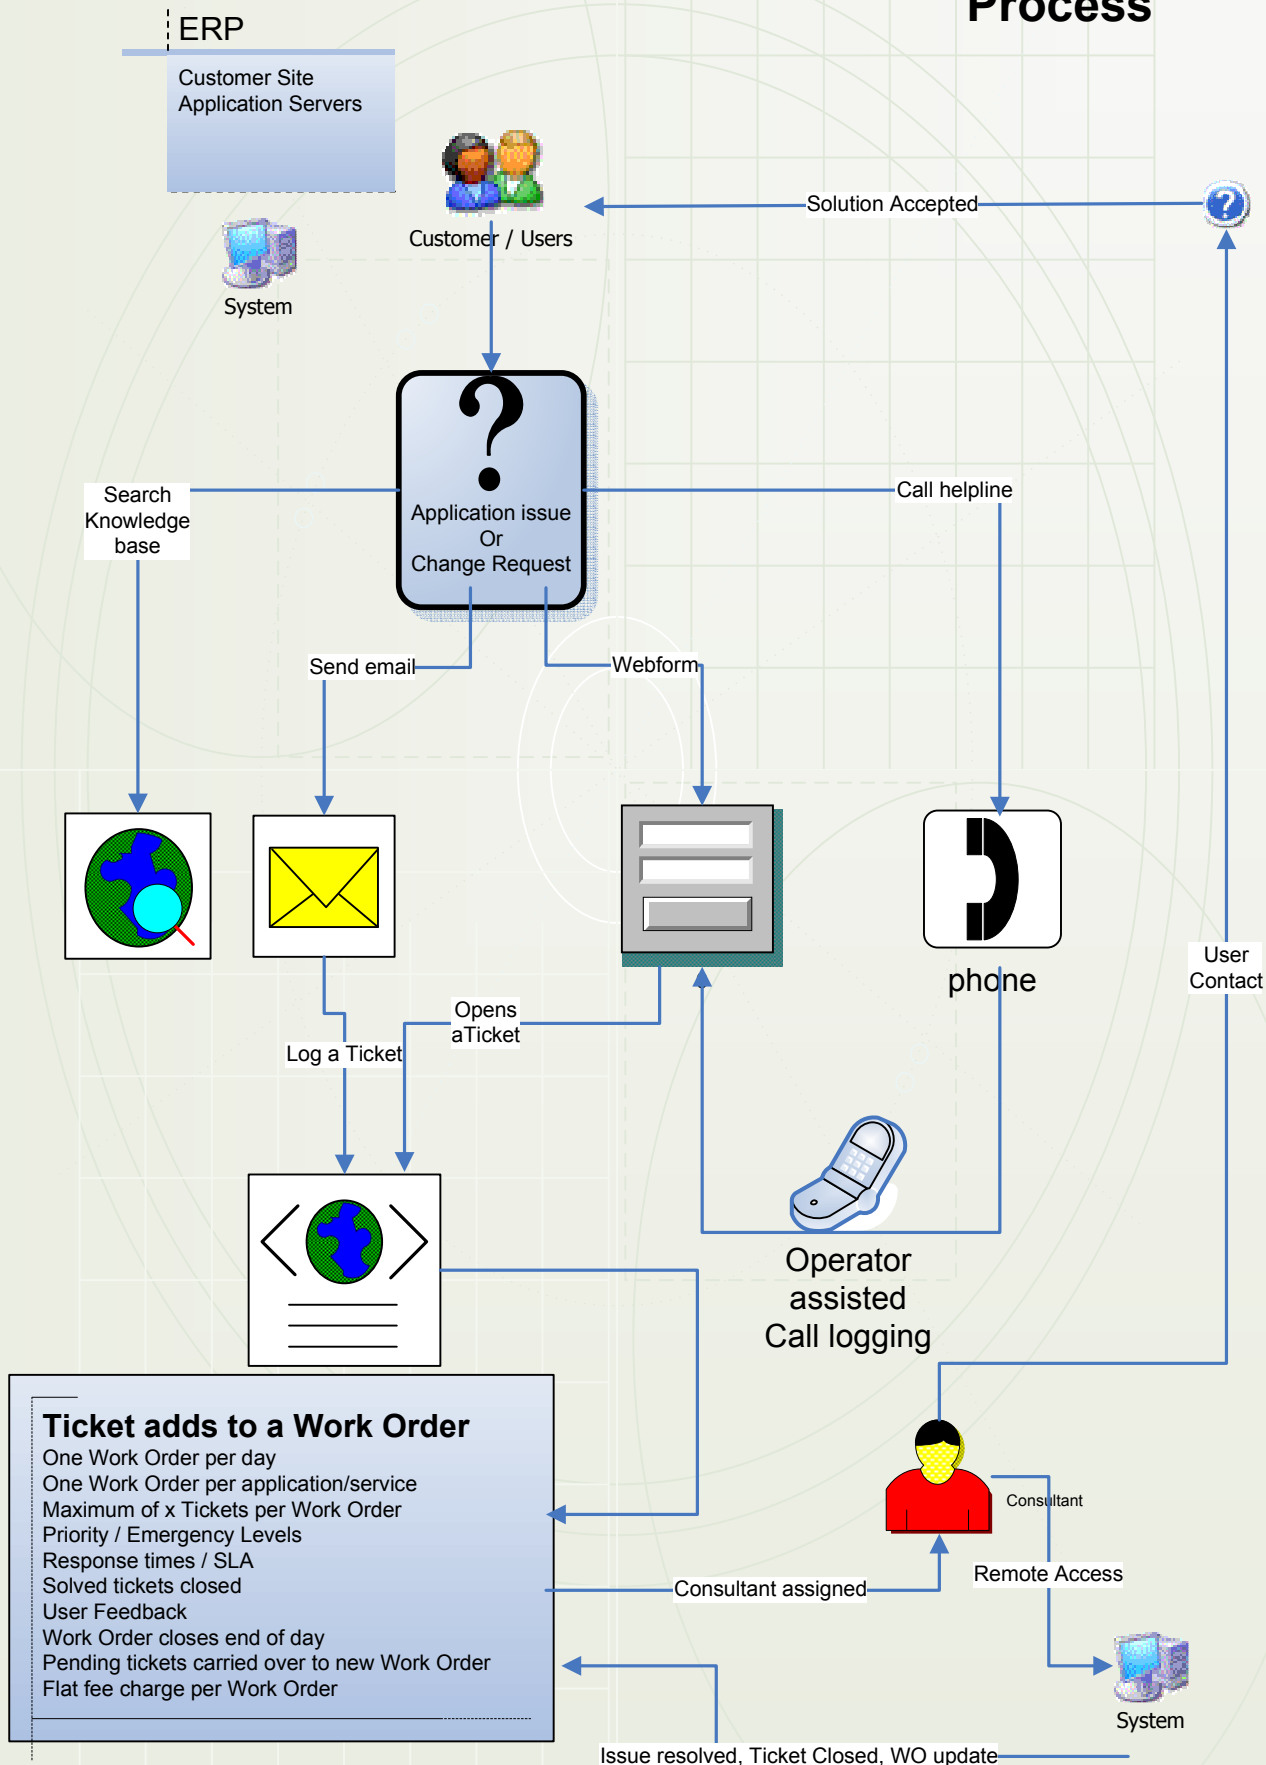 Process
ERP
Customer Site
Application Servers
Customer / Users
Solution Accepted
System
Application issue
Or
Change Request
Search
Knowledge
base
Call helpline
Send email
Webform
phone
User
Contact
Opens
aTicket
Log a Ticket
Operator
assisted
Call logging
Ticket adds to a Work Order
One Work Order per day
One Work Order per application/service
Maximum of x Tickets per Work Order
Priority / Emergency Levels
Response times / SLA
Solved tickets closed
User Feedback
Work Order closes end of day
Pending tickets carried over to new Work Order
Flat fee charge per Work Order
Consultant
Consultant assigned
Remote Access
System
Issue resolved, Ticket Closed, WO update